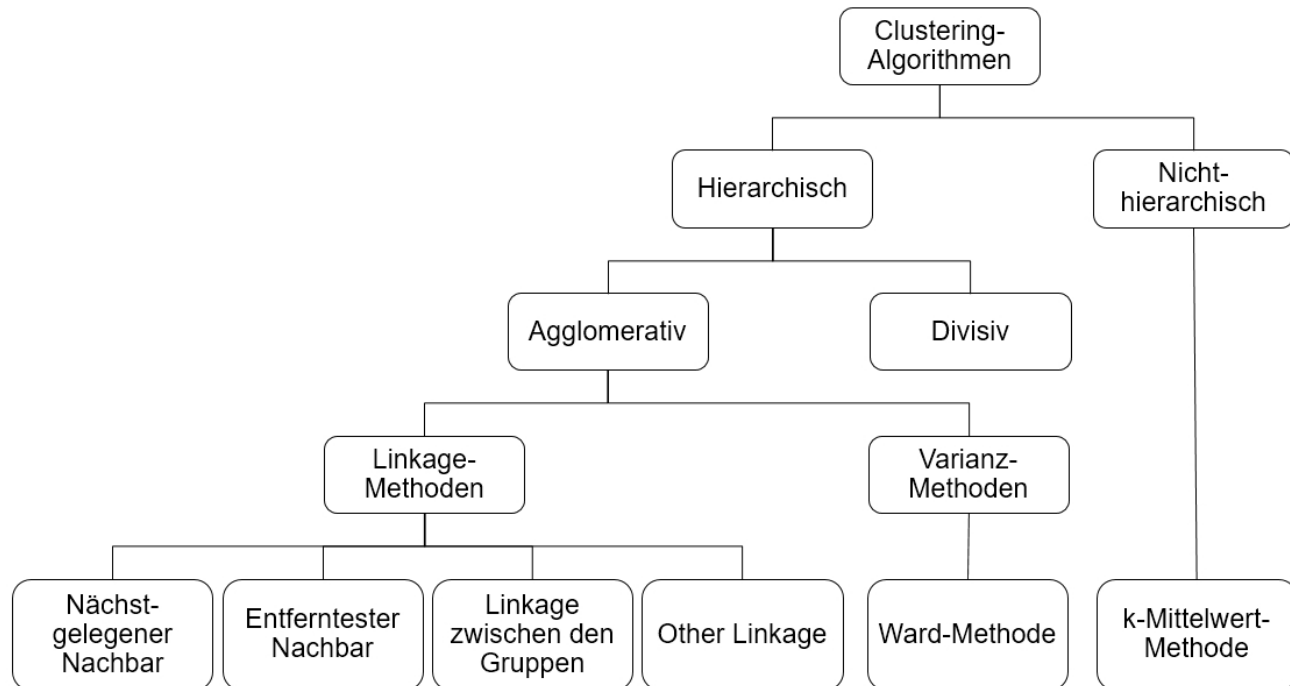 Clustering-
Algorithmen
Hierarchisch
Nicht-
hierarchisch
Agglomerativ
Divisiv
Linkage-
Methoden
Varianz-
Methoden
Nächst-
gelegener
Nachbar
Entferntester
Nachbar
Linkage
zwischen den
Gruppen
Other Linkage
Ward-Methode
k-Mittelwert-
Methode